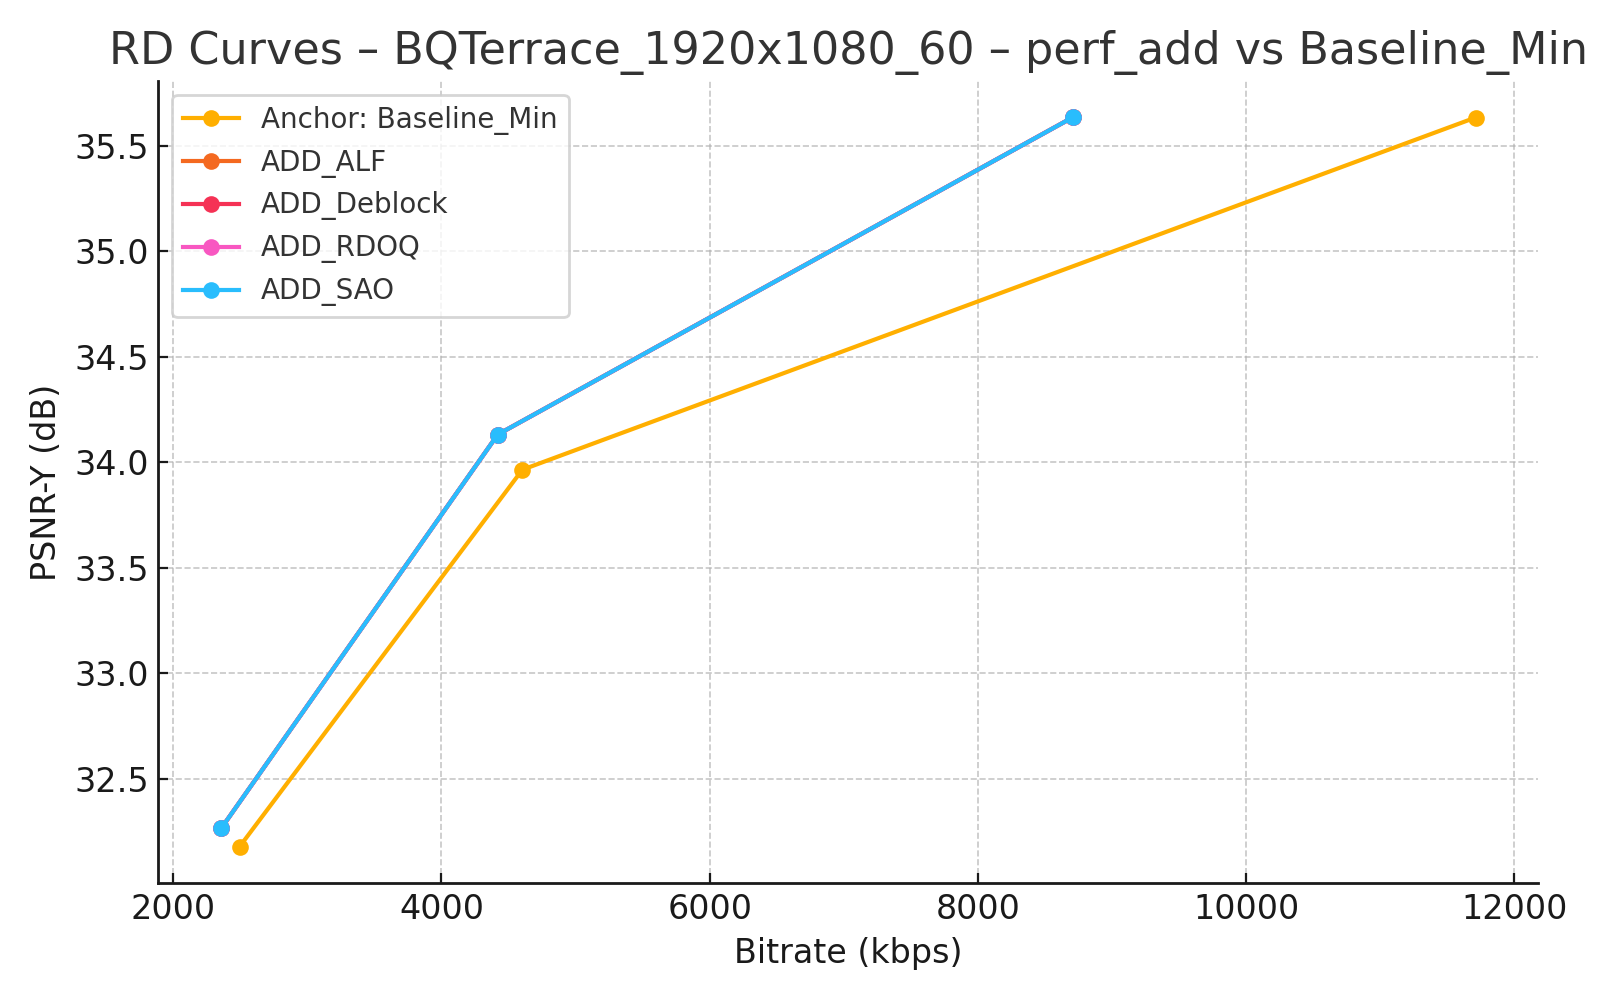 RD Curves – BQTerrace_1920x1080_60 – perf_add vs Baseline_Min
Anchor: Baseline_Min
ADD_ALF
ADD_Deblock
ADD_RDOQ
ADD_SAO
PSNR-Y (dB)
35.5
35.0
34.5
34.0
33.5
33.0
32.5
2000 4000 6000 8000 10000 12000
Bitrate (kbps)